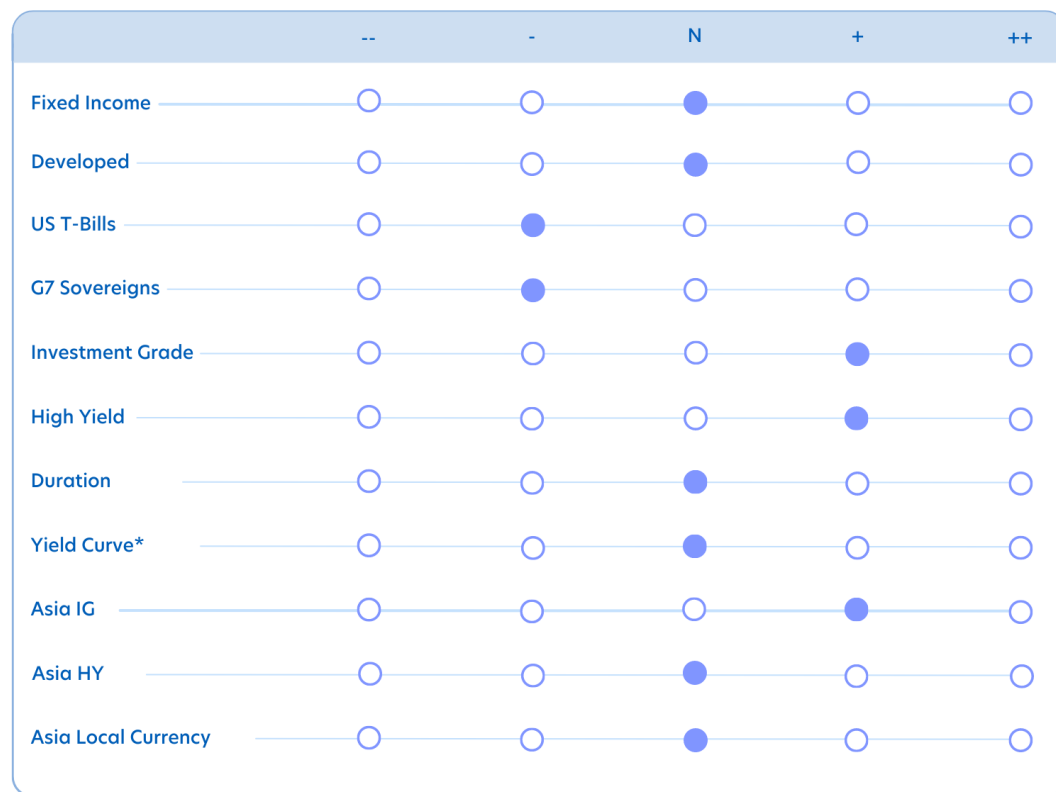 -- - N + ++
Fixed Income
Developed
US T-Bills
G7 Sovereigns
Investment Grade
High Yield
Duration
Yield Curve*
Asia IG
Asia HY
Asia Local Currency